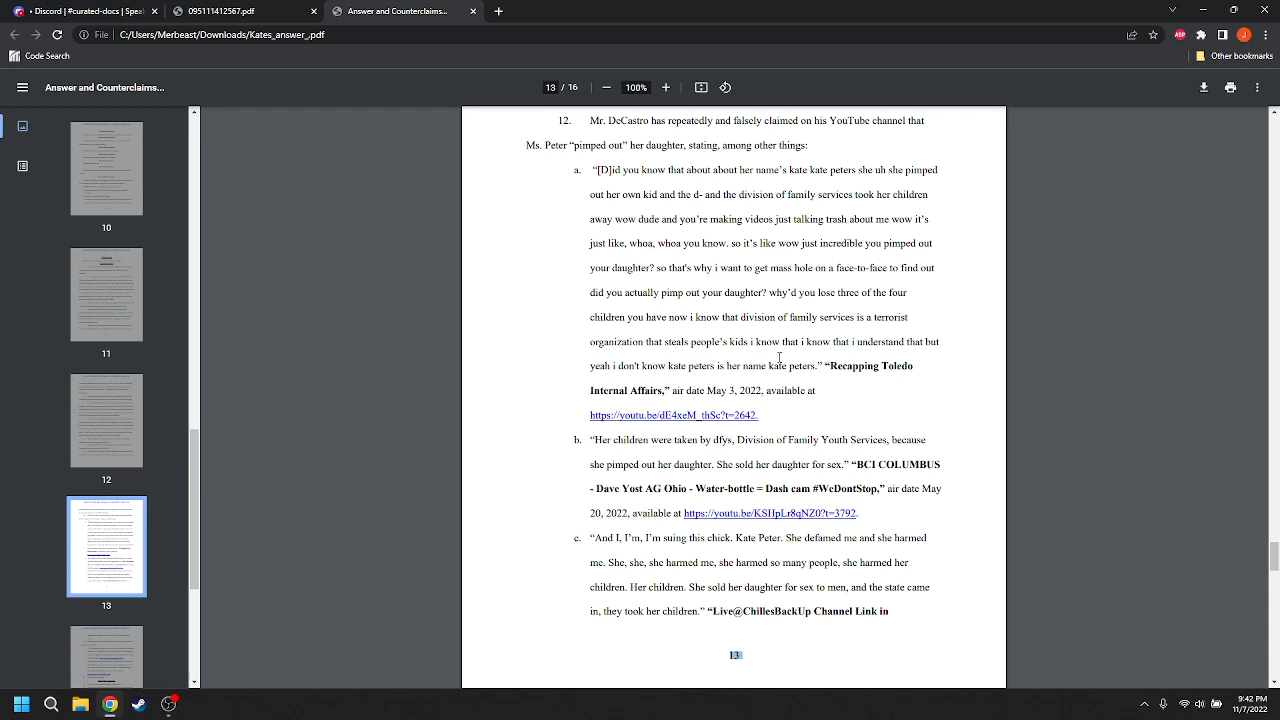 Discord | #curated-docs | Spea
095111412567.pdf
Answer and Counterclaims...
File
C:/Users/Merbeast/Downloads/Kates_answer_.pdf
ABP
J
Code Search
Other bookmarks
Answer and Counterclaims...
13 / 16
100%
12. Mr. DeCastro has repeatedly and falsely claimed on his YouTube channel that
Ms. Peter “pimped out” her daughter, stating, among other things:
a. “[D]id you know that about about her name’s kate kate peters she uh she pimped
out her own kid and the d- and the division of family services took her children
away wow dude and you’re making videos just talking trash about me wow it’s
just like, whoa, whoa you know. so it’s like wow just incredible you pimped out
your daughter? so that's why i want to get mass hole on a face-to-face to find out
did you actually pimp out your daughter? why’d you lose three of the four
children you have now i know that division of family services is a terrorist
organization that steals people’s kids i know that i know that i understand that but
yeah i don't know kate peters is her name kate peters.” “Recapping Toledo
Internal Affairs,” air date May 3, 2022, available at
https://youtu.be/dE4xeM_thSc?t=2642.
b. “Her children were taken by dfys, Division of Family Youth Services, because
she pimped out her daughter. She sold her daughter for sex.” “BCI COLUMBUS
- Dave Yost AG Ohio - Water-bottle = Dash cam #WeDontStop,” air date May
20, 2022, available at https://youtu.be/KSHpLr8qNZ0?t=3792.
c. “And I, I’m, I’m suing this chick. Kate Peter. She defamed me and she harmed
me. She, she, she harmed me, she harmed so many people, she harmed her
children. Her children. She sold her daughter for sex to men, and the state came
in, they took her children.” “Live@ChillesBackUp Channel Link in
13
10
11
12
13
9:42 PM
11/7/2022